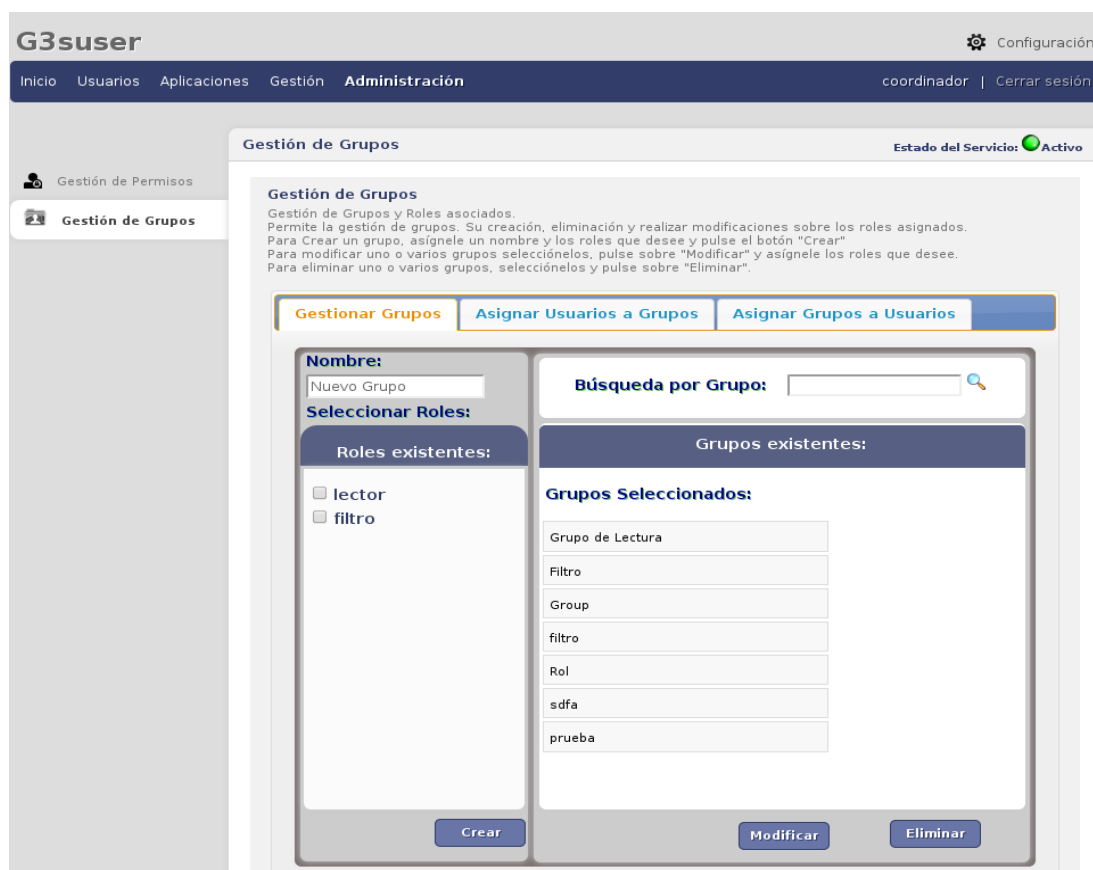 G3suser
Configuración
Inicio Usuarios Aplicaciones Gestión Administración
coordinador | Cerrar sesión
Gestión de Permisos
Gestión de Grupos
Gestión de Grupos
Estado del Servicio: Activo
Gestión de Grupos
Gestión de Grupos y Roles asociados.
Permite la gestión de grupos. Su creación, eliminación y realizar modificaciones sobre los roles asignados.
Para Crear un grupo, asígnele un nombre y los roles que desee y pulse el botón "Crear"
Para modificar uno o varios grupos selecciónelos, pulse sobre "Modificar" y asígnele los roles que desee.
Para eliminar uno o varios grupos, selecciónelos y pulse sobre "Eliminar".
Gestionar Grupos
Asignar Usuarios a Grupos
Asignar Grupos a Usuarios
Nombre:
Nuevo Grupo
Seleccionar Roles:
Roles existentes:
lector
filtro
Crear
Búsqueda por Grupo:
Grupos existentes:
Grupos Seleccionados:
Grupo de Lectura
Filtro
Group
filtro
Rol
sdfa
prueba
Modificar
Eliminar